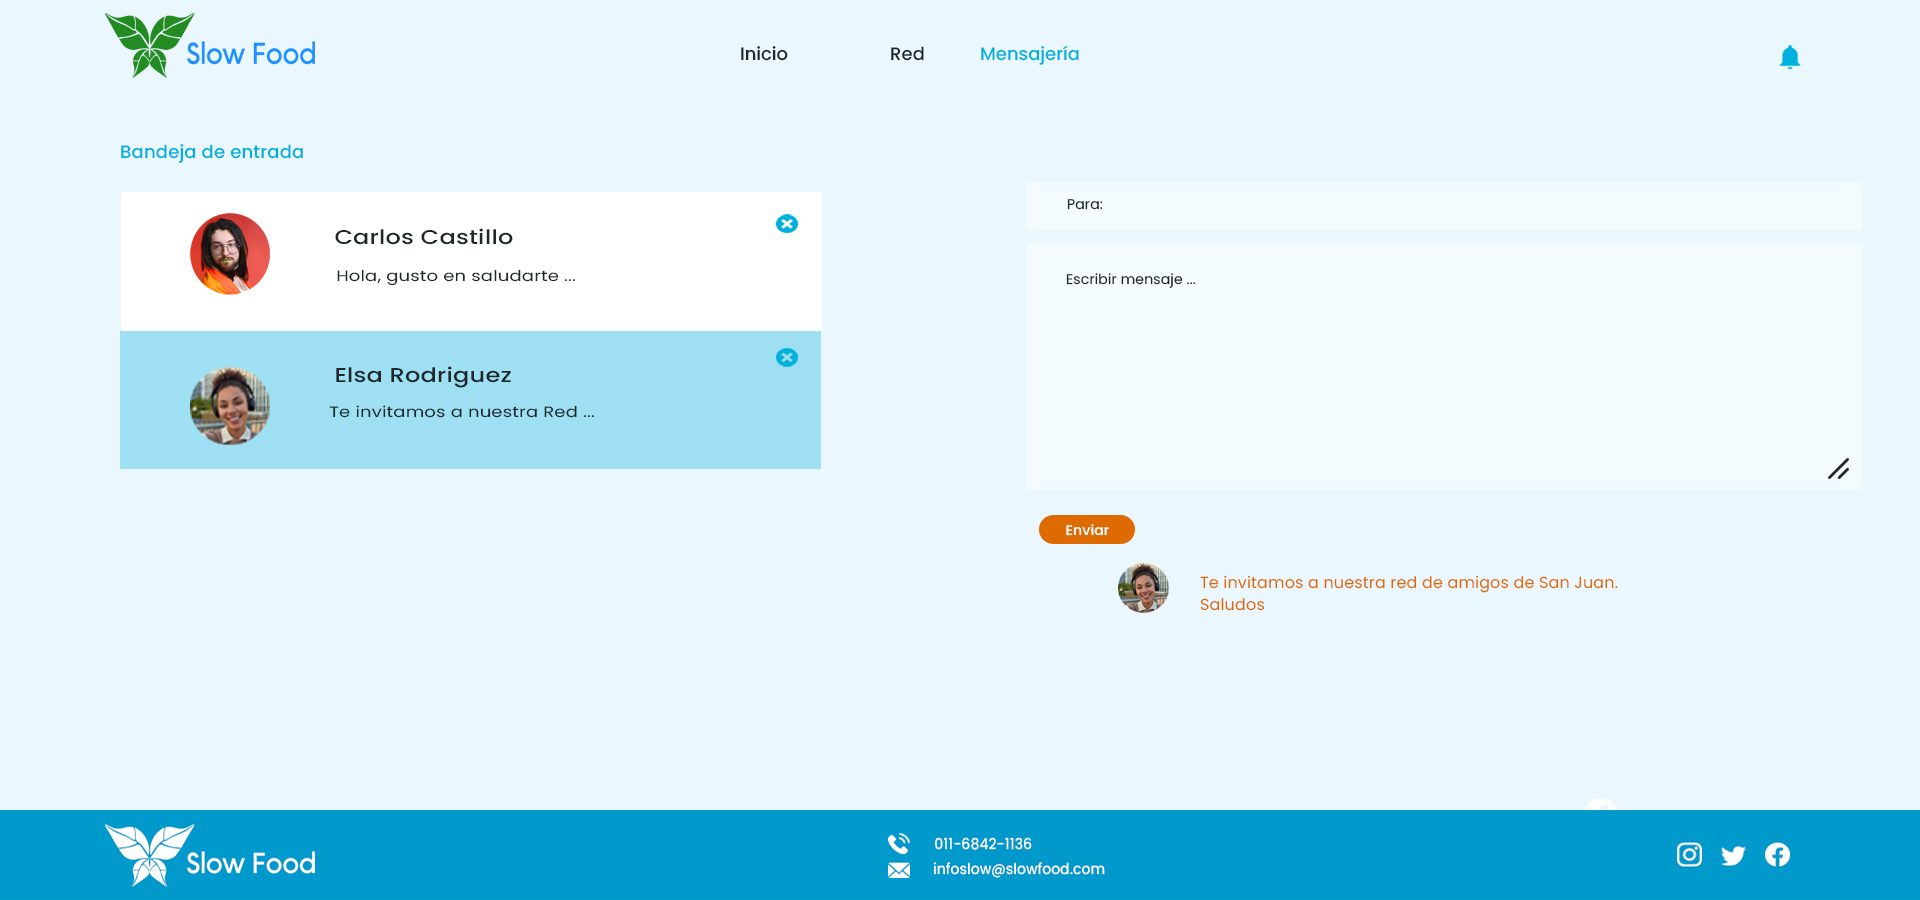 Slow Food
Inicio
Red
Mensajería
Bandeja de entrada
Carlos Castillo
Hola, gusto en saludarte ...
Elsa Rodriguez
Te invitamos a nuestra Red ...
Para:
Escribir mensaje ...
Enviar
Te invitamos a nuestra red de amigos de San Juan.
Saludos
Slow Food
011-6842-1136
infoslow@slowfood.com